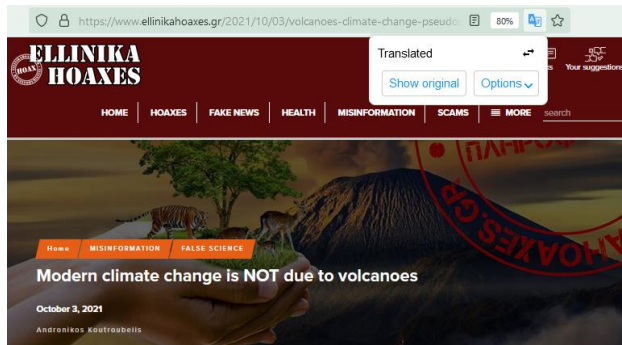 https://www.ellinikahoaxes.gr/2021/10/03/volcanoes-climate-change-pseudo
80%
Translated
Show original
Options
ELLINIKA
HOAXES
HOAX
Your suggestions
HOME
HOAXES
FAKE NEWS
HEALTH
MISINFORMATION
SCAMS
MORE
search
Home
MISINFORMATION
FALSE SCIENCE
Modern climate change is NOT due to volcanoes
October 3, 2021
Andronikos Koutroubelis